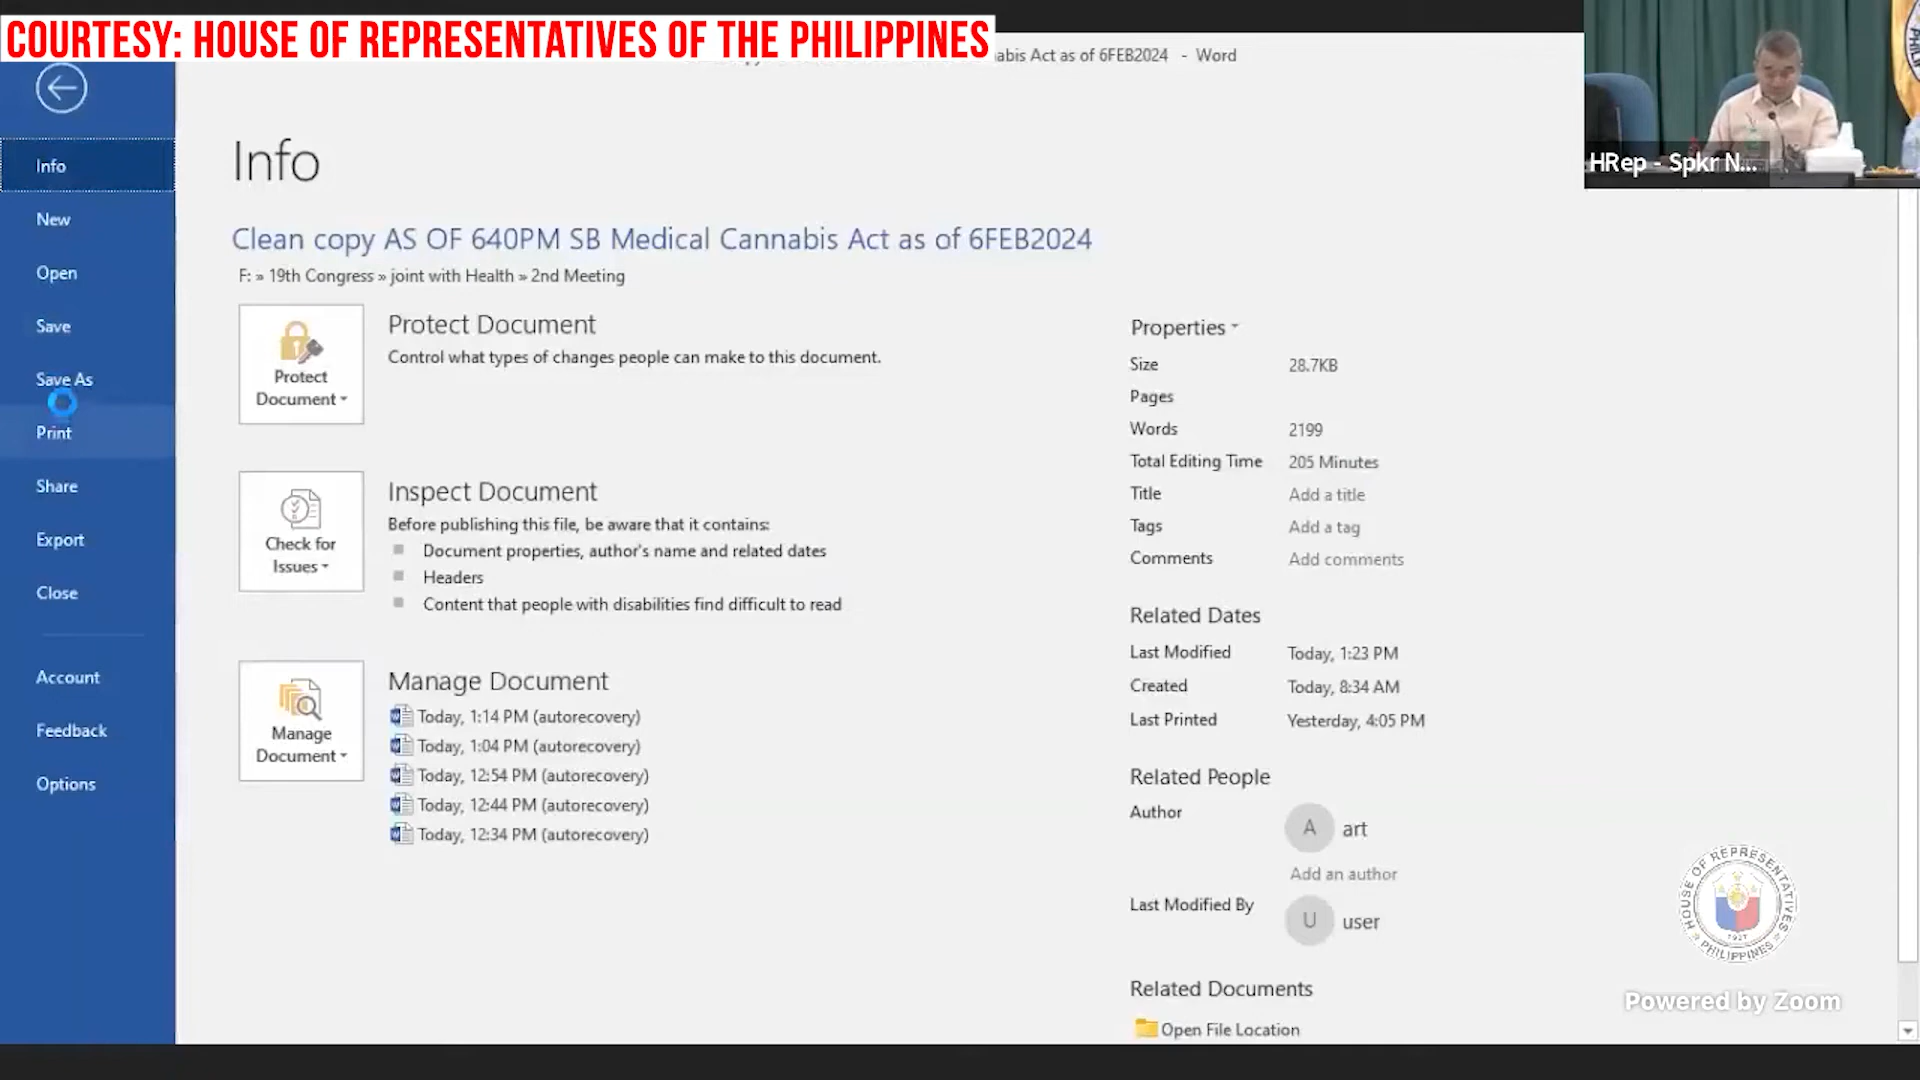 COURTESY: HOUSE OF REPRESENTATIVES OF THE PHILIPPINES
abis Act as of 6FEB2024 - Word
HRep - Spkr N...
Info
New
Open
Save
Save As
Print
Share
Export
Close
Account
Feedback
Options
Info
Clean copy AS OF 640PM SB Medical Cannabis Act as of 6FEB2024
F: » 19th Congress » joint with Health » 2nd Meeting
Protect Document
Protect Document
Control what types of changes people can make to this document.
Check for Issues
Inspect Document
Before publishing this file, be aware that it contains:
Document properties, author's name and related dates
Headers
Content that people with disabilities find difficult to read
Manage Document
Manage Document
Today, 1:14 PM (autorecovery)
Today, 1:04 PM (autorecovery)
Today, 12:54 PM (autorecovery)
Today, 12:44 PM (autorecovery)
Today, 12:34 PM (autorecovery)
Properties
Size 28.7KB
Pages
Words 2199
Total Editing Time 205 Minutes
Title Add a title
Tags Add a tag
Comments Add comments
Related Dates
Last Modified Today, 1:23 PM
Created Today, 8:34 AM
Last Printed Yesterday, 4:05 PM
Related People
Author A art
Add an author
Last Modified By U user
Related Documents
Open File Location
HOUSE OF REPRESENTATIVES
1907
PHILIPPINES
Powered by Zoom